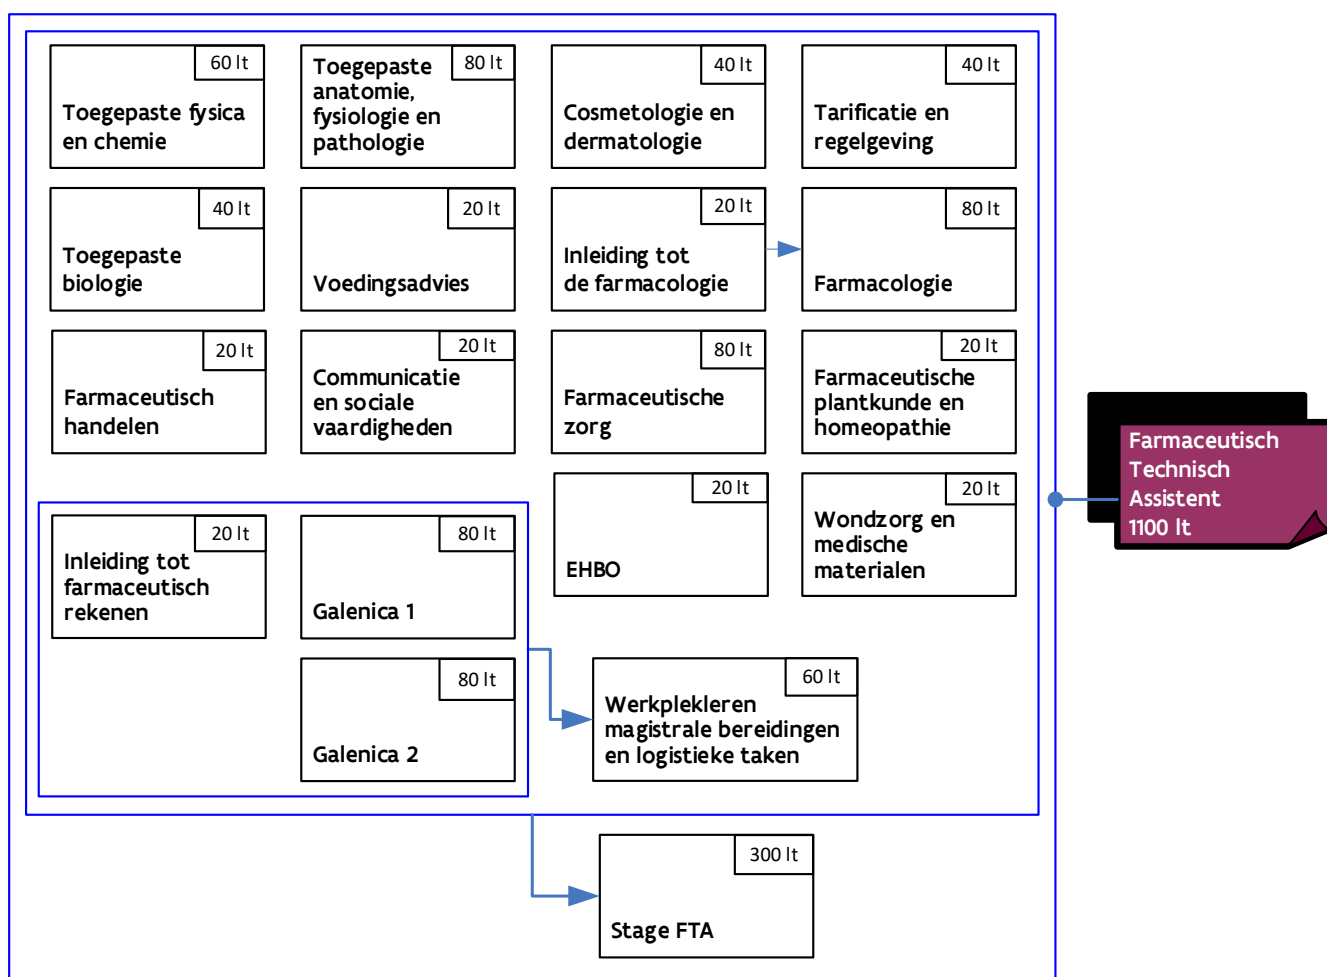 60 lt
Toegepaste fysica
en chemie
80 lt
Toegepaste
anatomie,
fysiologie en
pathologie
40 lt
Cosmetologie en
dermatologie
40 lt
Tarificatie en
regelgeving
40 lt
Toegepaste
biologie
20 lt
Voedingsadvies
20 lt
Inleiding tot
de farmacologie
80 lt
Farmacologie
20 lt
Farmaceutisch
handelen
20 lt
Communicatie
en sociale
vaardigheden
80 lt
Farmaceutische
zorg
20 lt
Farmaceutische
plantkunde en
homeopathie
20 lt
EHBO
20 lt
Wondzorg en
medische
materialen
20 lt
Inleiding tot
farmaceutisch
rekenen
80 lt
Galenica 1
80 lt
Galenica 2
60 lt
Werkplekleren
magistrale bereidingen
en logistieke taken
300 lt
Stage FTA
Farmaceutisch
Technisch
Assistent
1100 lt